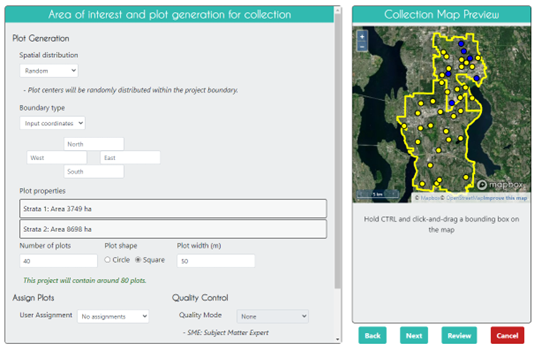 Area of interest and plot generation for collection
Plot Generation
Spatial distribution
Random
- Plot centers will be randomly distributed within the project boundary.
Boundary type
Input coordinates
North
West East
South
Plot properties
Strata 1: Area 3749 ha
Strata 2: Area 8698 ha
Number of plots Plot shape Plot width (m)
40 Circle Square 50
This project will contain around 80 plots.
Assign Plots Quality Control
User Assignment No assignments Quality Mode None
- SME: Subject Matter Expert
Collection Map Preview
+
-
5 km
mapbox
© Mapbox © OpenStreetMap Improve this map
Hold CTRL and click-and-drag a bounding box on
the map
Back Next Review Cancel